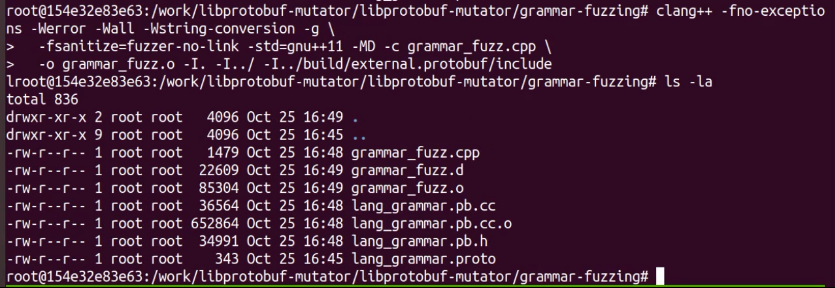 root@154e32e83e63:/work/libprotobuf-mutator/libprotobuf-mutator/grammar-fuzzing# clang++ -fno-exceptio
ns -Werror -Wall -Wstring-conversion -g \
>   -fsanitize=fuzzer-no-link -std=gnu++11 -MD -c grammar_fuzz.cpp \
>   -o grammar_fuzz.o -I. -I../ -I../build/external.protobuf/include
lroot@154e32e83e63:/work/libprotobuf-mutator/libprotobuf-mutator/grammar-fuzzing# ls -la
total 836
drwxr-xr-x 2 root root   4096 Oct 25 16:49 .
drwxr-xr-x 9 root root   4096 Oct 25 16:45 ..
-rw-r--r-- 1 root root   1479 Oct 25 16:48 grammar_fuzz.cpp
-rw-r--r-- 1 root root  22609 Oct 25 16:49 grammar_fuzz.d
-rw-r--r-- 1 root root  85304 Oct 25 16:49 grammar_fuzz.o
-rw-r--r-- 1 root root  36564 Oct 25 16:48 lang_grammar.pb.cc
-rw-r--r-- 1 root root 652864 Oct 25 16:48 lang_grammar.pb.cc.o
-rw-r--r-- 1 root root  34991 Oct 25 16:48 lang_grammar.pb.h
-rw-r--r-- 1 root root    343 Oct 25 16:45 lang_grammar.proto
root@154e32e83e63:/work/libprotobuf-mutator/libprotobuf-mutator/grammar-fuzzing#